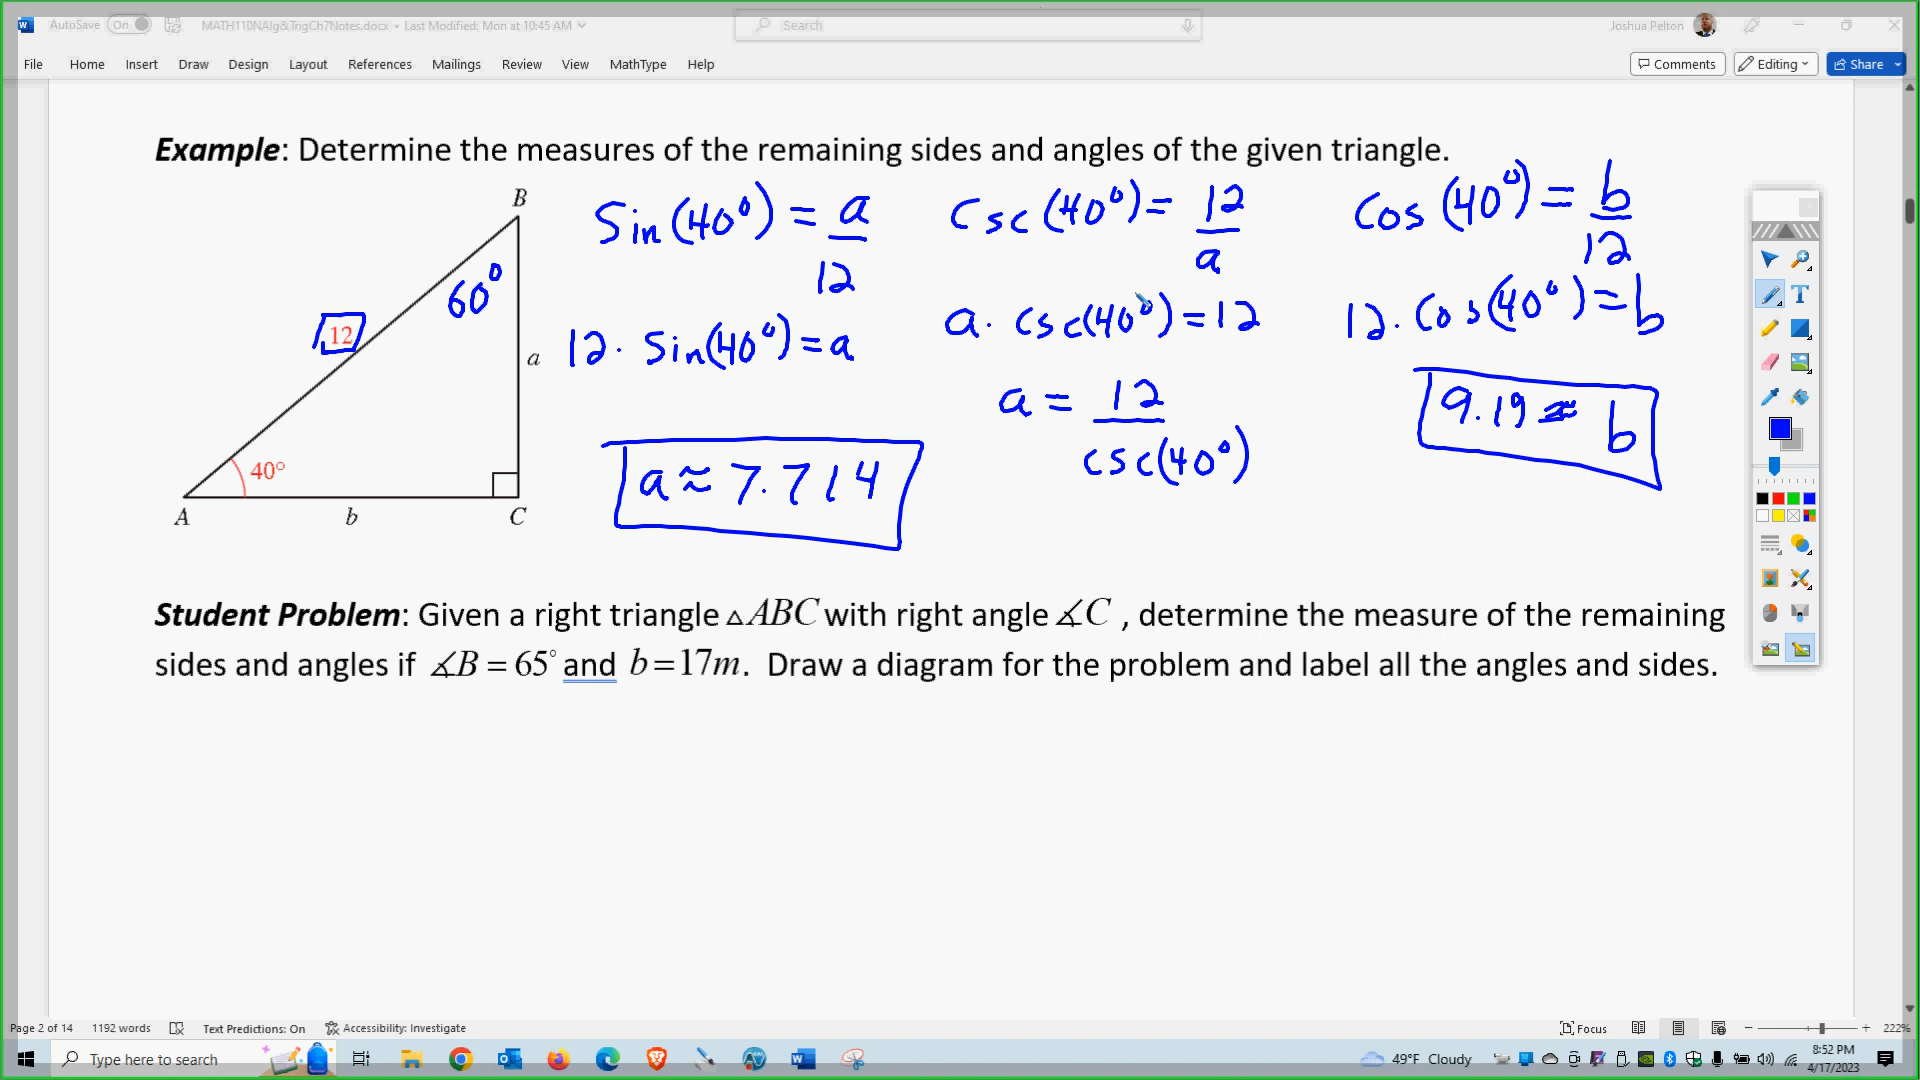 AutoSave On MATH110NAlg&TrigCh7Notes.docx • Last Modified: Mon at 10:45 AM Search Joshua Pelton
File Home Insert Draw Design Layout References Mailings Review View MathType Help Comments Editing Share
Example: Determine the measures of the remaining sides and angles of the given triangle.
B
Sin(40°) = a/12
Csc(40°) = 12/a
Cos(40°) = b/12
60°
12
a
12 · Sin(40°) = a
a · csc(40°) = 12
12 · Cos(40°) = b
a = 12/csc(40°)
9.19 ≈ b
40°
a ≈ 7.714
A b C
Student Problem: Given a right triangle △ABC with right angle ∡C , determine the measure of the remaining
sides and angles if ∡B = 65° and b = 17m. Draw a diagram for the problem and label all the angles and sides.
T
Page 2 of 14 1192 words Text Predictions: On Accessibility: Investigate Focus 222%
Type here to search 49°F Cloudy 8:52 PM
4/17/2023